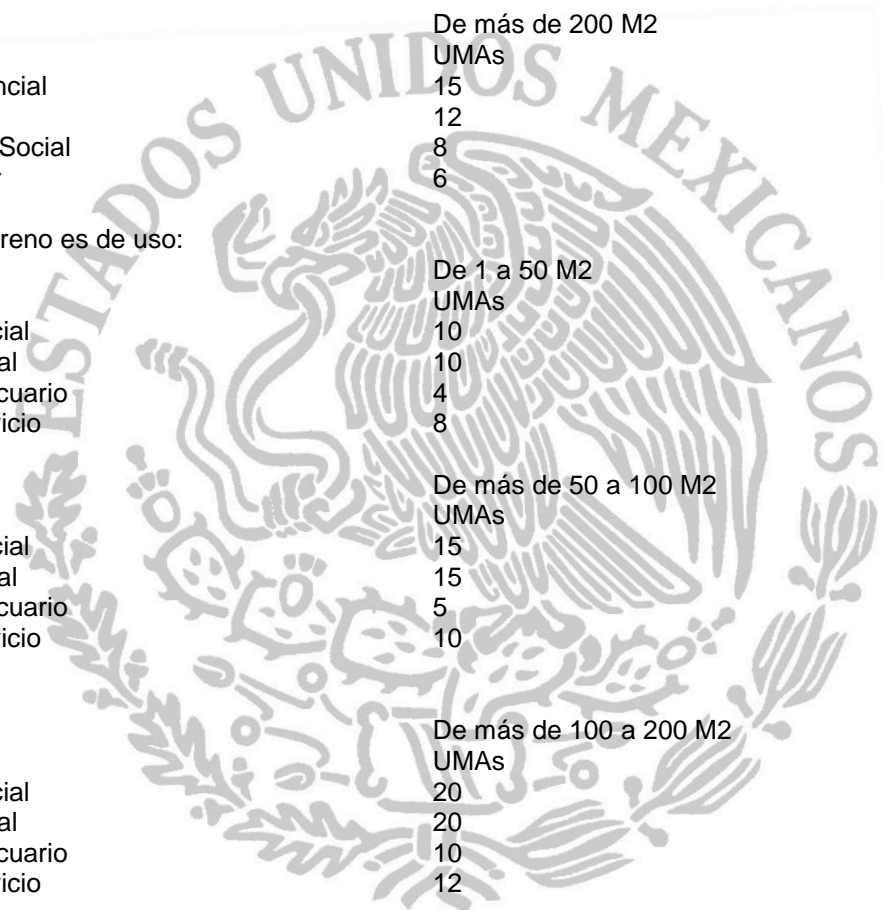 De más de 200 M2
UMAs
ncial 15
12
Social 8
6
reno es de uso:
De 1 a 50 M2
UMAs
cial 10
al 10
cuario 4
vicio 8
De más de 50 a 100 M2
UMAs
cial 15
al 15
cuario 5
vicio 10
De más de 100 a 200 M2
UMAs
cial 20
al 20
cuario 10
vicio 12
ESTADOS UNIDOS MEXICANOS